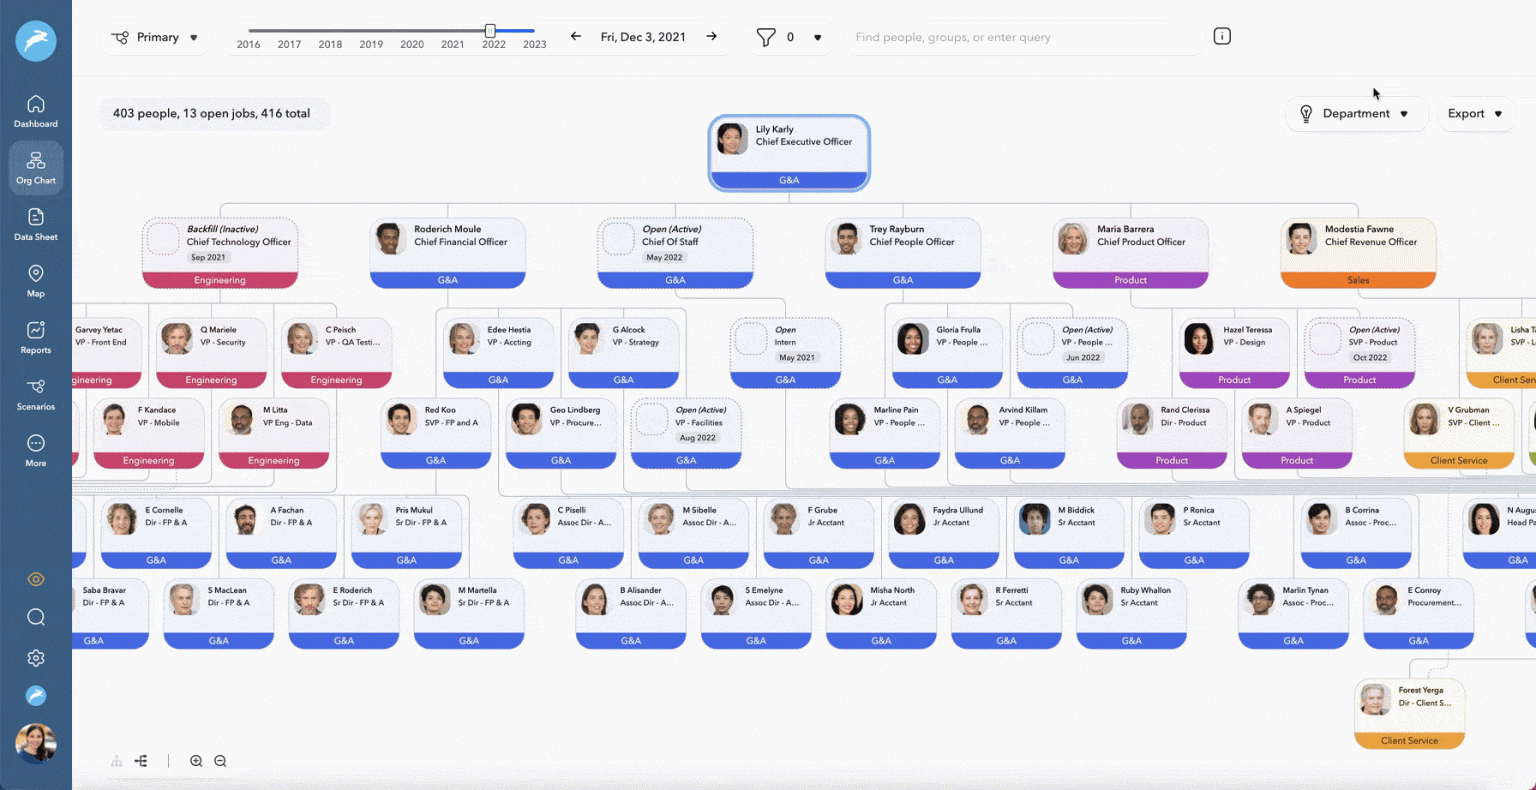 Primary
2016 2017 2018 2019 2020 2021 2022 2023
Fri, Dec 3, 2021
0
Find people, groups, or enter query
Dashboard
Org Chart
Data Sheet
Map
Reports
Scenarios
More
403 people, 13 open jobs, 416 total
Department
Export
Lily Karly
Chief Executive Officer
G&A
Backfill (Inactive)
Chief Technology Officer
Sep 2021
Engineering
Roderich Moule
Chief Financial Officer
G&A
Open (Active)
Chief Of Staff
May 2022
G&A
Trey Rayburn
Chief People Officer
G&A
Maria Barrera
Chief Product Officer
Product
Modestia Fawne
Chief Revenue Officer
Sales
Garvey Yetac
VP - Front End
gineering
Q Mariele
VP - Security
Engineering
C Peisch
VP - QA Testi...
Engineering
Edee Hestia
VP - Accting
G&A
G Alcock
VP - Strategy
G&A
Open
Intern
May 2021
G&A
Gloria Frulla
VP - People ...
G&A
Open (Active)
VP - People ...
Jun 2022
G&A
Hazel Teressa
VP - Design
Product
Open (Active)
SVP - Product
Oct 2022
Product
Lisha Ta
SVP - L
Client Serv
F Kandace
VP - Mobile
Engineering
M Litta
VP Eng - Data
Engineering
Red Koo
SVP - FP and A
G&A
Geo Lindberg
VP - Procure...
G&A
Open (Active)
VP - Facilities
Aug 2022
G&A
Marline Pain
VP - People ...
G&A
Arvind Killam
VP - People ...
G&A
Rand Clerissa
Dir - Product
Product
A Spiegel
VP - Product
Product
V Grubman
SVP - Client ...
Client Service
E Cornelle
Dir - FP & A
G&A
A Fachan
Dir - FP & A
G&A
Pris Mukul
Sr Dir - FP & A
G&A
C Piselli
Assoc Dir - A...
G&A
M Sibelle
Assoc Dir - A...
G&A
F Grube
Jr Acctant
G&A
Faydra Ullund
Jr Acctant
G&A
M Biddick
Sr Acctant
G&A
P Ronica
Sr Acctant
G&A
B Corrina
Assoc - Proc...
G&A
N Augus
Head Pa
G&A
Saba Bravar
Dir - FP & A
G&A
S MacLean
Dir - FP & A
G&A
E Roderich
Sr Dir - FP & A
G&A
M Martella
Sr Dir - FP & A
G&A
B Alisander
Assoc Dir - A...
G&A
S Emelyne
Assoc Dir - A...
G&A
Misha North
Jr Acctant
G&A
R Ferretti
Sr Acctant
G&A
Ruby Whallon
Sr Acctant
G&A
Marlin Tynan
Assoc - Proc...
G&A
E Conroy
Procurement...
G&A
Forest Yerga
Dir - Client S...
Client Service